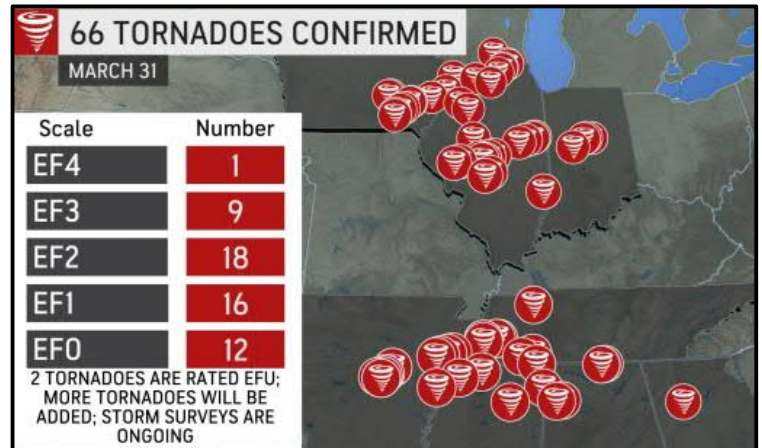 66 TORNADOES CONFIRMED
MARCH 31
Scale Number
EF4 1
EF3 9
EF2 18
EF1 16
EF0 12
2 TORNADOES ARE RATED EFU;
MORE TORNADOES WILL BE
ADDED; STORM SURVEYS ARE
ONGOING